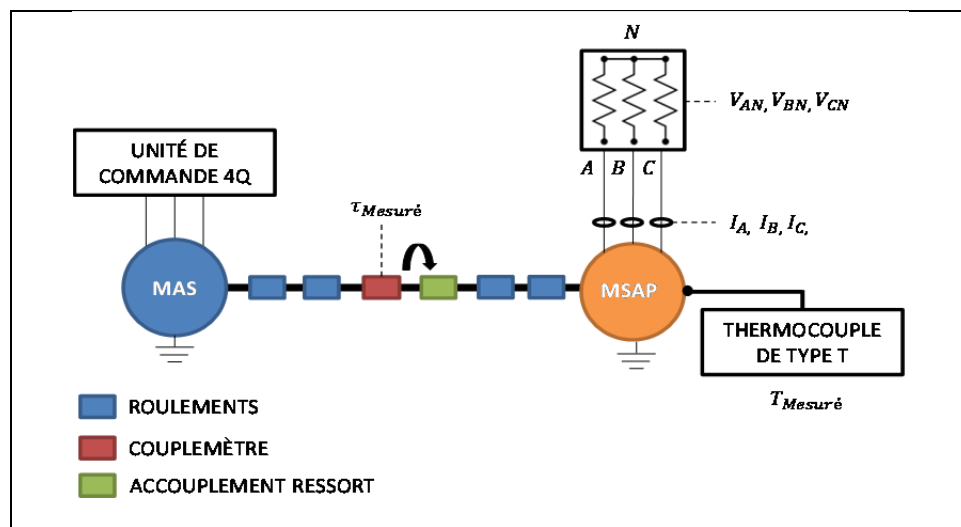 N
V_AN, V_BN, V_CN
UNITÉ DE
COMMANDE 4Q
A B C
τ_Mesuré
I_A, I_B, I_C,
MAS
MSAP
THERMOCOUPLE
DE TYPE T
T_Mesuré
ROULEMENTS
COUPLEMÈTRE
ACCOUPLEMENT RESSORT